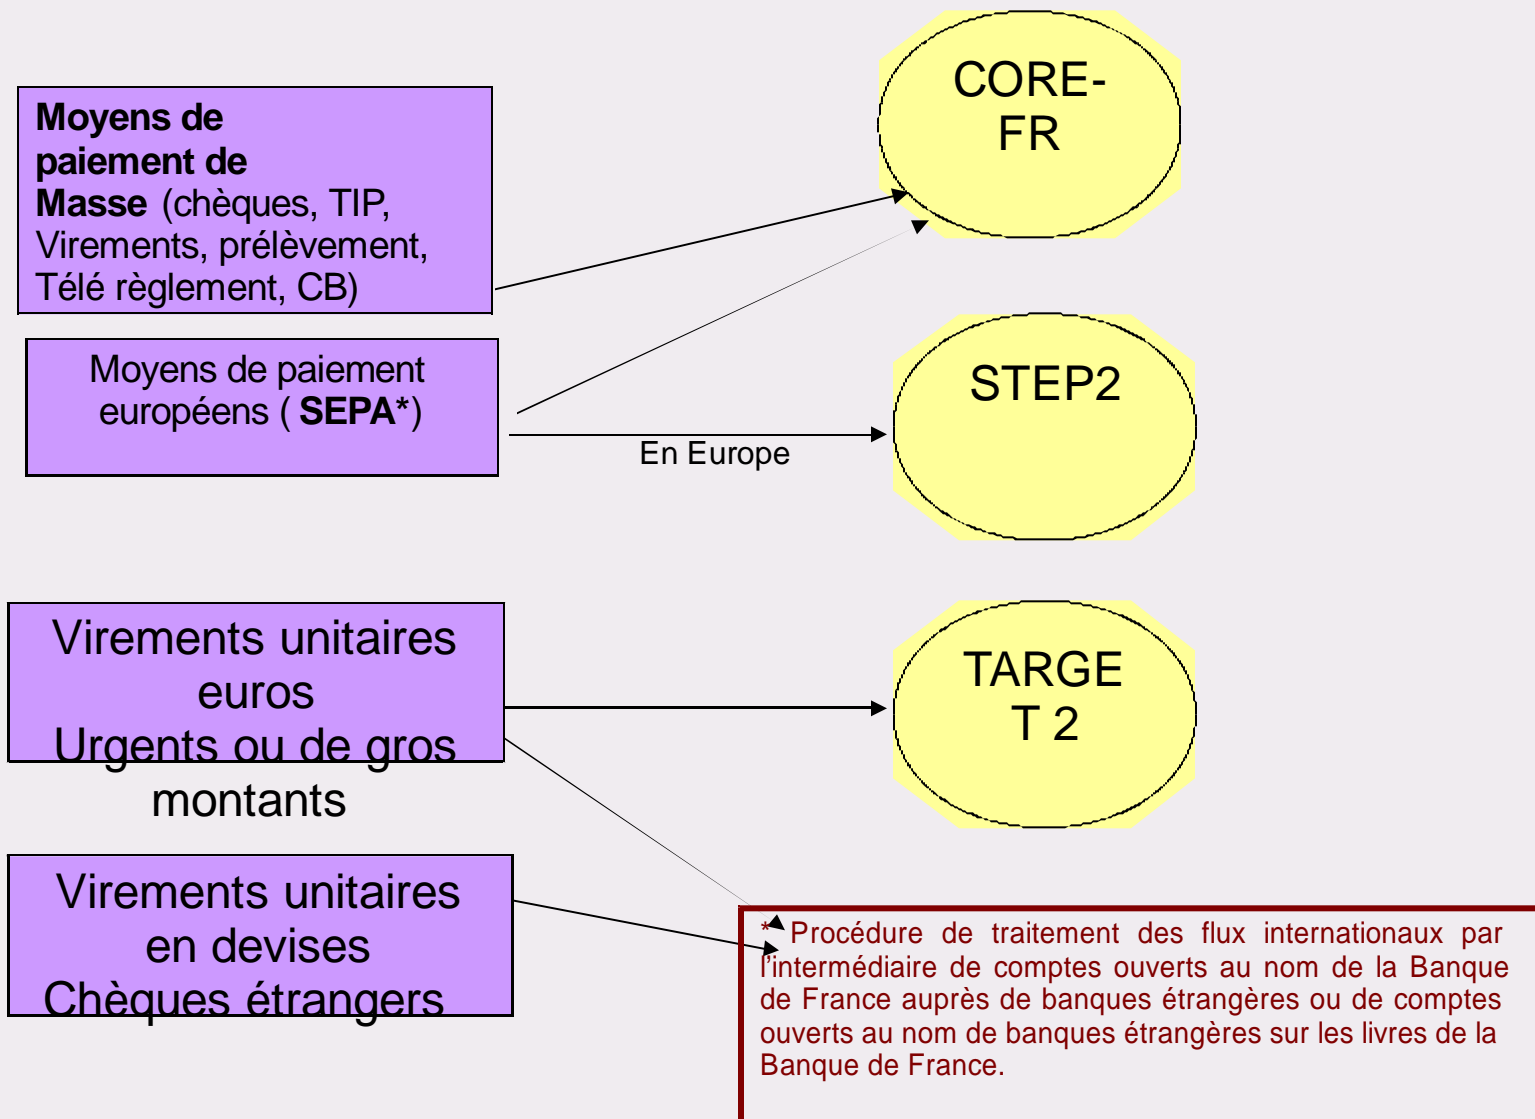 CORE-
FR
Moyens de
paiement de
Masse (chèques, TIP,
Virements, prélèvement,
Télé règlement, CB)
Moyens de paiement
européens ( SEPA*)
STEP2
En Europe
Virements unitaires
euros
Urgents ou de gros
montants
TARGE
T 2
Virements unitaires
en devises
Chèques étrangers
* Procédure de traitement des flux internationaux par
l'intermédiaire de comptes ouverts au nom de la Banque
de France auprès de banques étrangères ou de comptes
ouverts au nom de banques étrangères sur les livres de la
Banque de France.